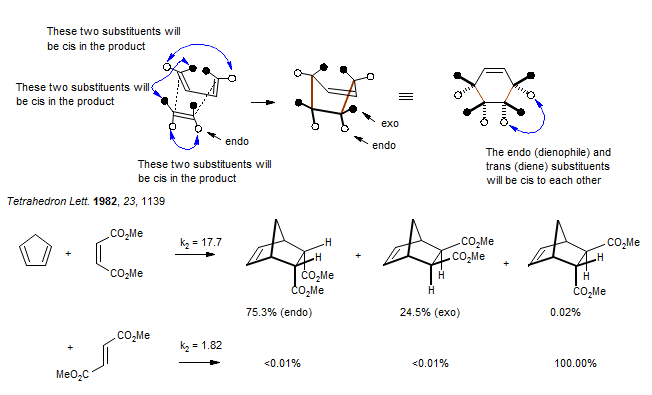 These two substituents will
be cis in the product
These two substituents will
be cis in the product
endo
These two substituents will
be cis in the product
exo
endo
The endo (dienophile) and
trans (diene) substituents
will be cis to each other
Tetrahedron Lett. 1982, 23, 1139
+ CO₂Me CO₂Me k₂ = 17.7 H H CO₂Me CO₂Me + CO₂Me CO₂Me H H + CO₂Me H H CO₂Me
75.3% (endo) 24.5% (exo) 0.02%
+ CO₂Me MeO₂C k₂ = 1.82 <0.01% <0.01% 100.00%